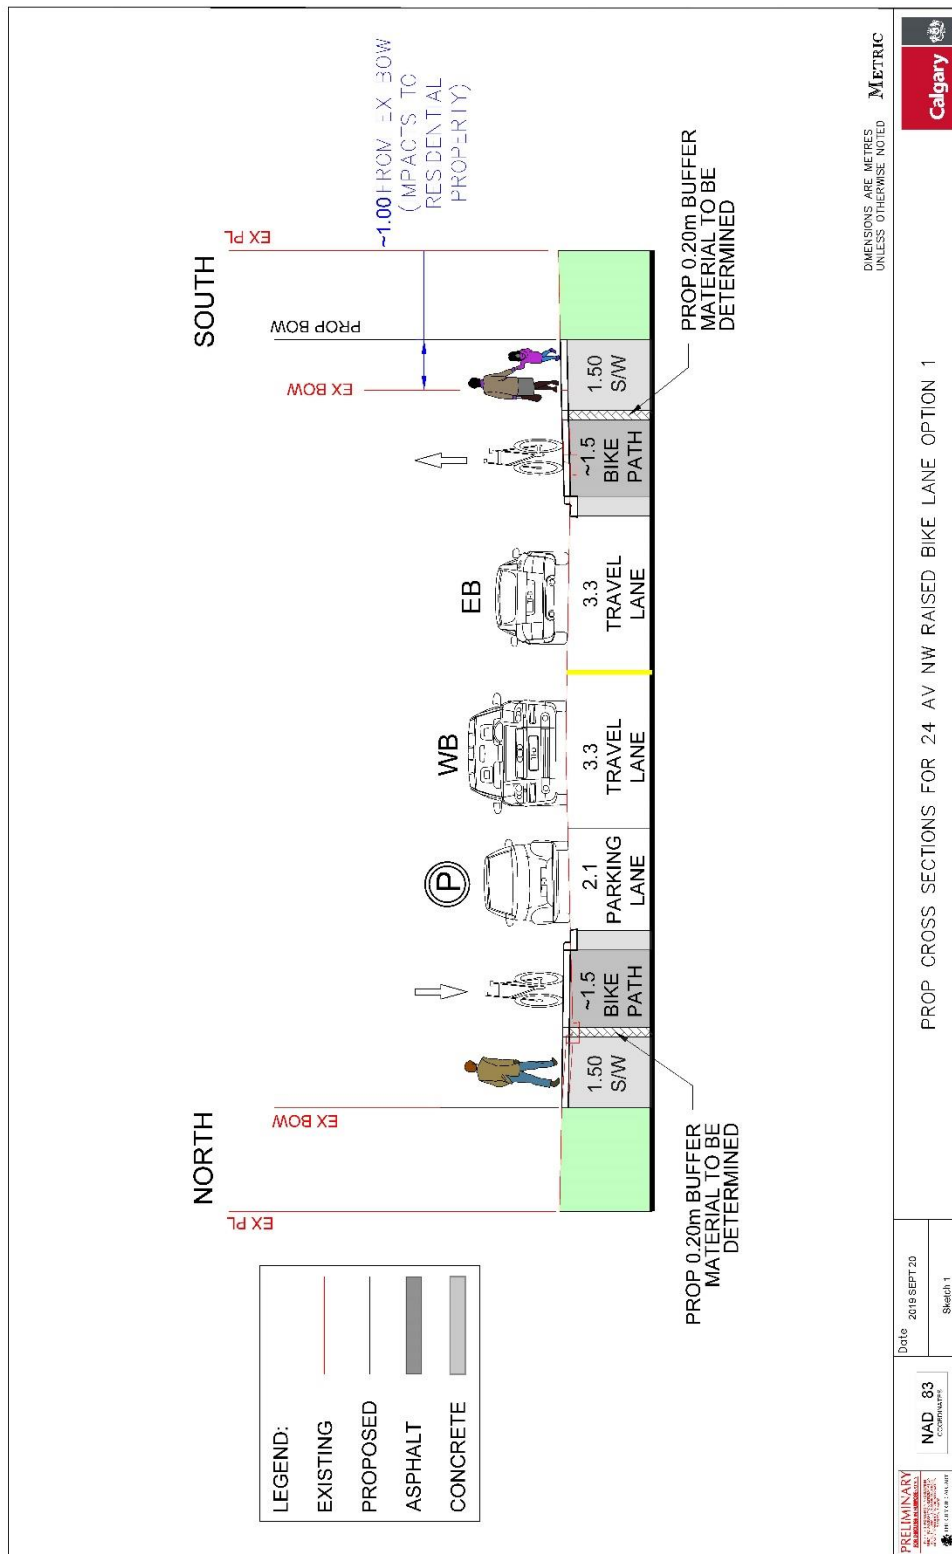 NORTH
SOUTH
EX PL
EX BOW
EX BOW
PROP BOW
EX PL
~1.00 FROM EX BOW
(IMPACTS TO
RESIDENTIAL
PROPERTY)
P
WB
EB
1.50
S/W
~1.5
BIKE
PATH
2.1
PARKING
LANE
3.3
TRAVEL
LANE
3.3
TRAVEL
LANE
~1.5
BIKE
PATH
1.50
S/W
PROP 0.20m BUFFER
MATERIAL TO BE
DETERMINED
PROP 0.20m BUFFER
MATERIAL TO BE
DETERMINED
LEGEND:
EXISTING
PROPOSED
ASPHALT
CONCRETE
DIMENSIONS ARE METRES
UNLESS OTHERWISE NOTED
METRIC
PRELIMINARY
NAD 83
COORDINATES
Date 2019 SEPT 20
Sketch 1
PROP CROSS SECTIONS FOR 24 AV NW RAISED BIKE LANE OPTION 1
Calgary